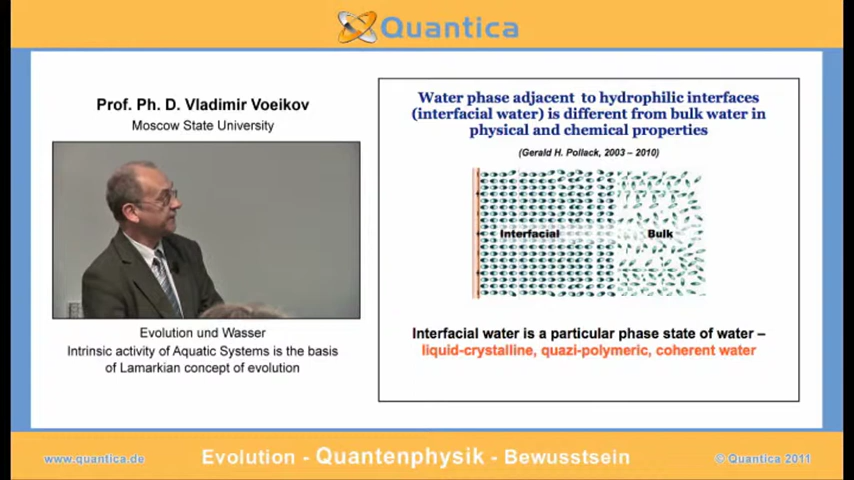 Quantica
Prof. Ph. D. Vladimir Voeikov
Moscow State University
Evolution und Wasser
Intrinsic activity of Aquatic Systems is the basis
of Lamarkian concept of evolution
Water phase adjacent to hydrophilic interfaces
(interfacial water) is different from bulk water in
physical and chemical properties
(Gerald H. Pollack, 2003 – 2010)
Interfacial
Bulk
Interfacial water is a particular phase state of water –
liquid-crystalline, quazi-polymeric, coherent water
www.quantica.de
Evolution - Quantenphysik - Bewusstsein
© Quantica 2011